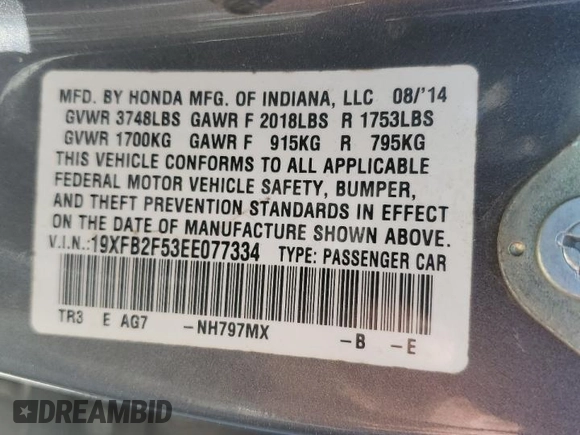 MFD. BY HONDA MFG. OF INDIANA, LLC 08/'14
GVWR 3748LBS GAWR F 2018LBS R 1753LBS
GVWR 1700KG GAWR F 915KG R 795KG
THIS VEHICLE CONFORMS TO ALL APPLICABLE
FEDERAL MOTOR VEHICLE SAFETY, BUMPER,
AND THEFT PREVENTION STANDARDS IN EFFECT
ON THE DATE OF MANUFACTURE SHOWN ABOVE.
V.I.N.:19XFB2F53EE077334 TYPE: PASSENGER CAR
TR3 E AG7 -NH797MX -B -E
DREAMBID